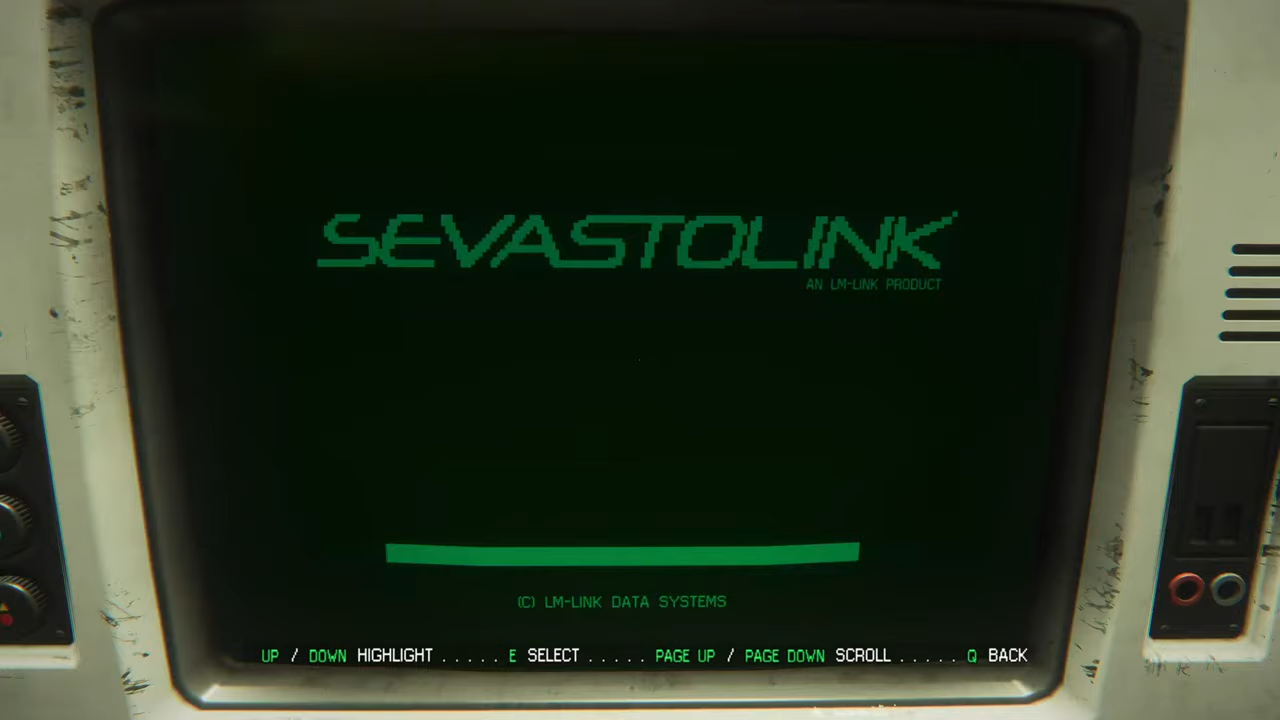 SEVASTOLINK
AN LM-LINK PRODUCT
(C) LM-LINK DATA SYSTEMS
UP / DOWN HIGHLIGHT ..... E SELECT ..... PAGE UP / PAGE DOWN SCROLL ..... Q BACK